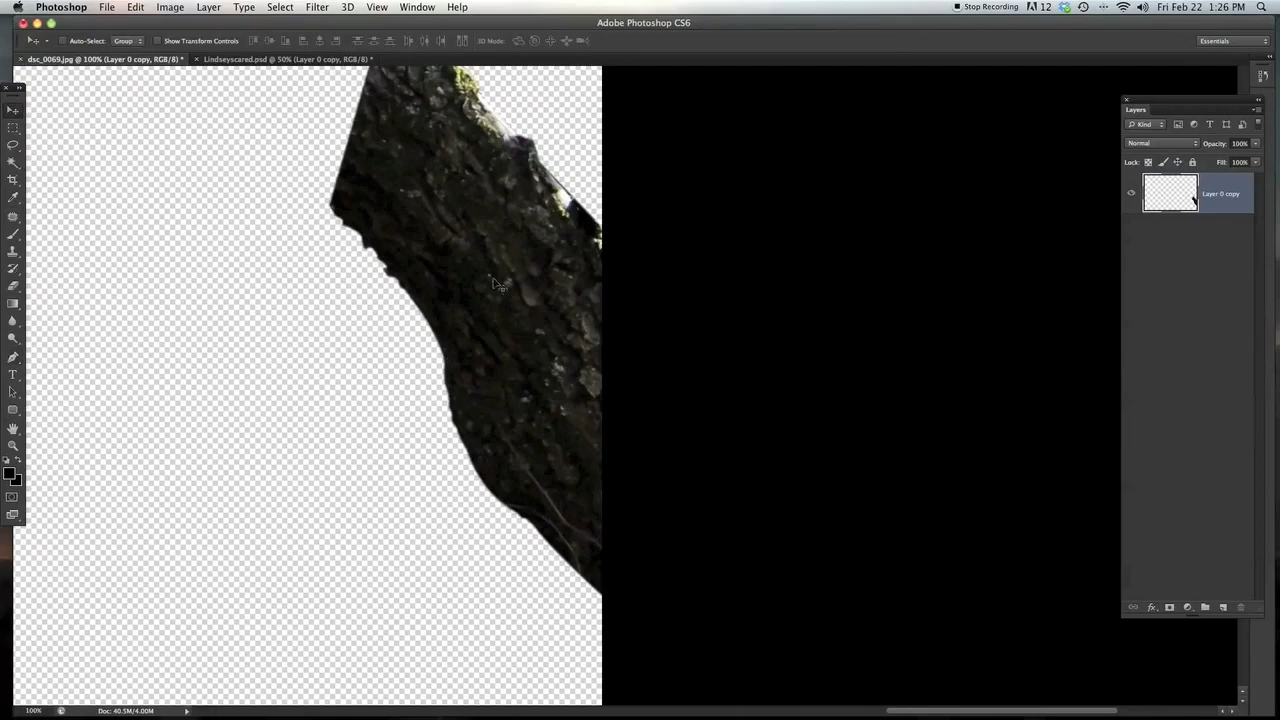 Photoshop File Edit Image Layer Type Select Filter 3D View Window Help Stop Recording 12 Fri Feb 22 1:26 PM
Adobe Photoshop CS6
Auto-Select: Group Show Transform Controls 3D Mode: Essentials
× dsc_0069.jpg @ 100% (Layer 0 copy, RGB/8) * × Lindseyscared.psd @ 50% (Layer 0 copy, RGB/8) *
Layers
Kind
Normal Opacity: 100%
Lock: Fill: 100%
Layer 0 copy
fx
100% Doc: 40.5M/4.00M